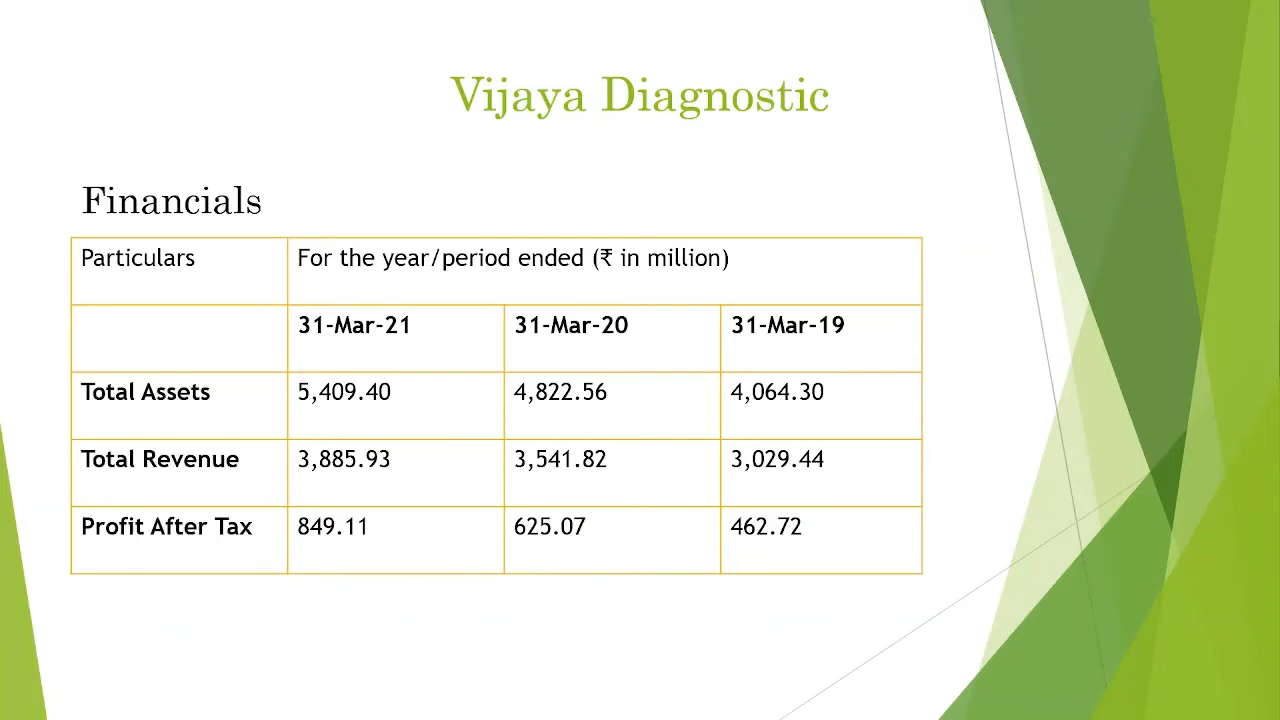 Vijaya Diagnostic
Financials
Particulars For the year/period ended (₹ in million)
31-Mar-21 31-Mar-20 31-Mar-19
Total Assets 5,409.40 4,822.56 4,064.30
Total Revenue 3,885.93 3,541.82 3,029.44
Profit After Tax 849.11 625.07 462.72